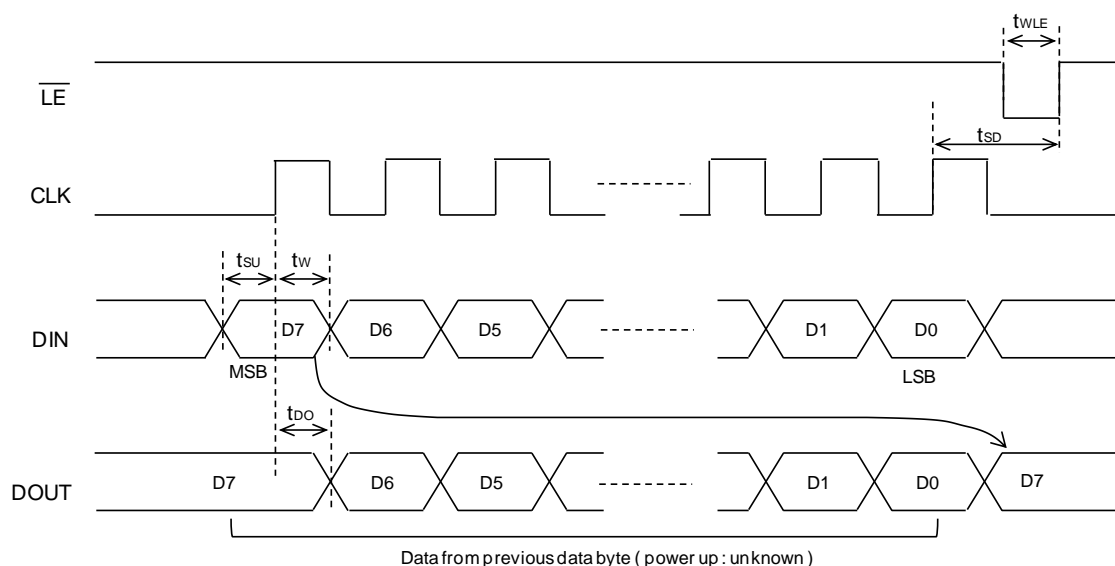 tWLE
LE
tSD
CLK
tSU tW
DIN D7 D6 D5 D1 D0
MSB LSB
tDO
DOUT D7 D6 D5 D1 D0 D7
Data from previous data byte ( power up : unknown )